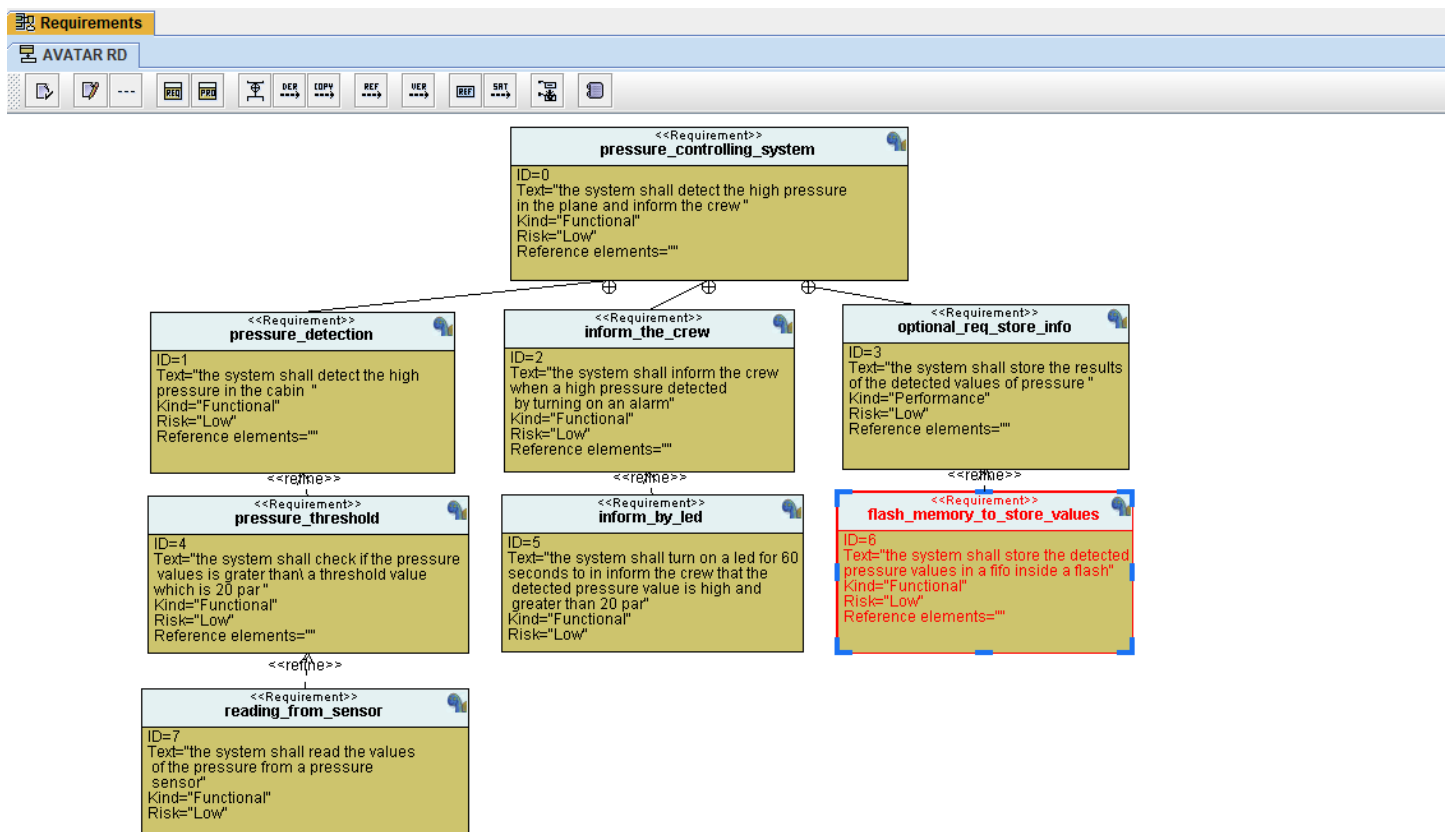 Requirements
AVATAR RD
---
REQ
PRO
DER
COPY
REF
VER
REF
SAT
<<Requirement>>
pressure_controlling_system
ID=0
Text="the system shall detect the high pressure
in the plane and inform the crew "
Kind="Functional"
Risk="Low"
Reference elements=""
<<Requirement>>
pressure_detection
ID=1
Text="the system shall detect the high
pressure in the cabin  "
Kind="Functional"
Risk="Low"
Reference elements=""
<<Requirement>>
inform_the_crew
ID=2
Text="the system shall inform the crew
when a high pressure detected
by turning on an alarm"
Kind="Functional"
Risk="Low"
Reference elements=""
<<Requirement>>
optional_req_store_info
ID=3
Text="the system shall store the results
of the detected values of pressure "
Kind="Performance"
Risk="Low"
Reference elements=""
<<refine>>
<<refine>>
<<refine>>
<<Requirement>>
pressure_threshold
ID=4
Text="the system shall check if the pressure
values is grater than\ a threshold value
which is 20 par "
Kind="Functional"
Risk="Low"
Reference elements=""
<<Requirement>>
inform_by_led
ID=5
Text="the system shall turn on a led for 60
seconds to in inform the crew that the
detected pressure value is high and
greater than 20 par"
Kind="Functional"
Risk="Low"
<<Requirement>>
flash_memory_to_store_values
ID=6
Text="the system shall store the detected
pressure values in a fifo inside a flash"
Kind="Functional"
Risk="Low"
Reference elements=""
<<refine>>
<<Requirement>>
reading_from_sensor
ID=7
Text="the system shall read the values
of the pressure from a pressure
sensor"
Kind="Functional"
Risk="Low"